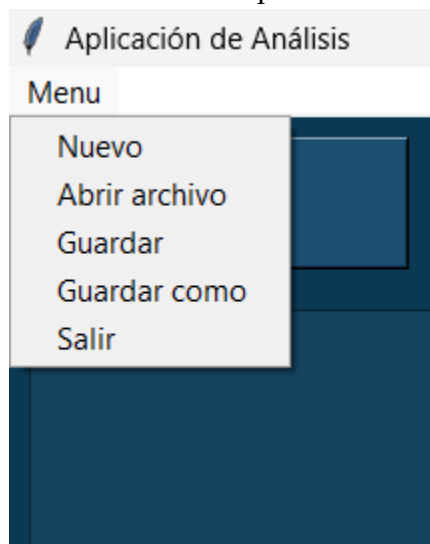 Aplicación de Análisis
Menu
Nuevo
Abrir archivo
Guardar
Guardar como
Salir